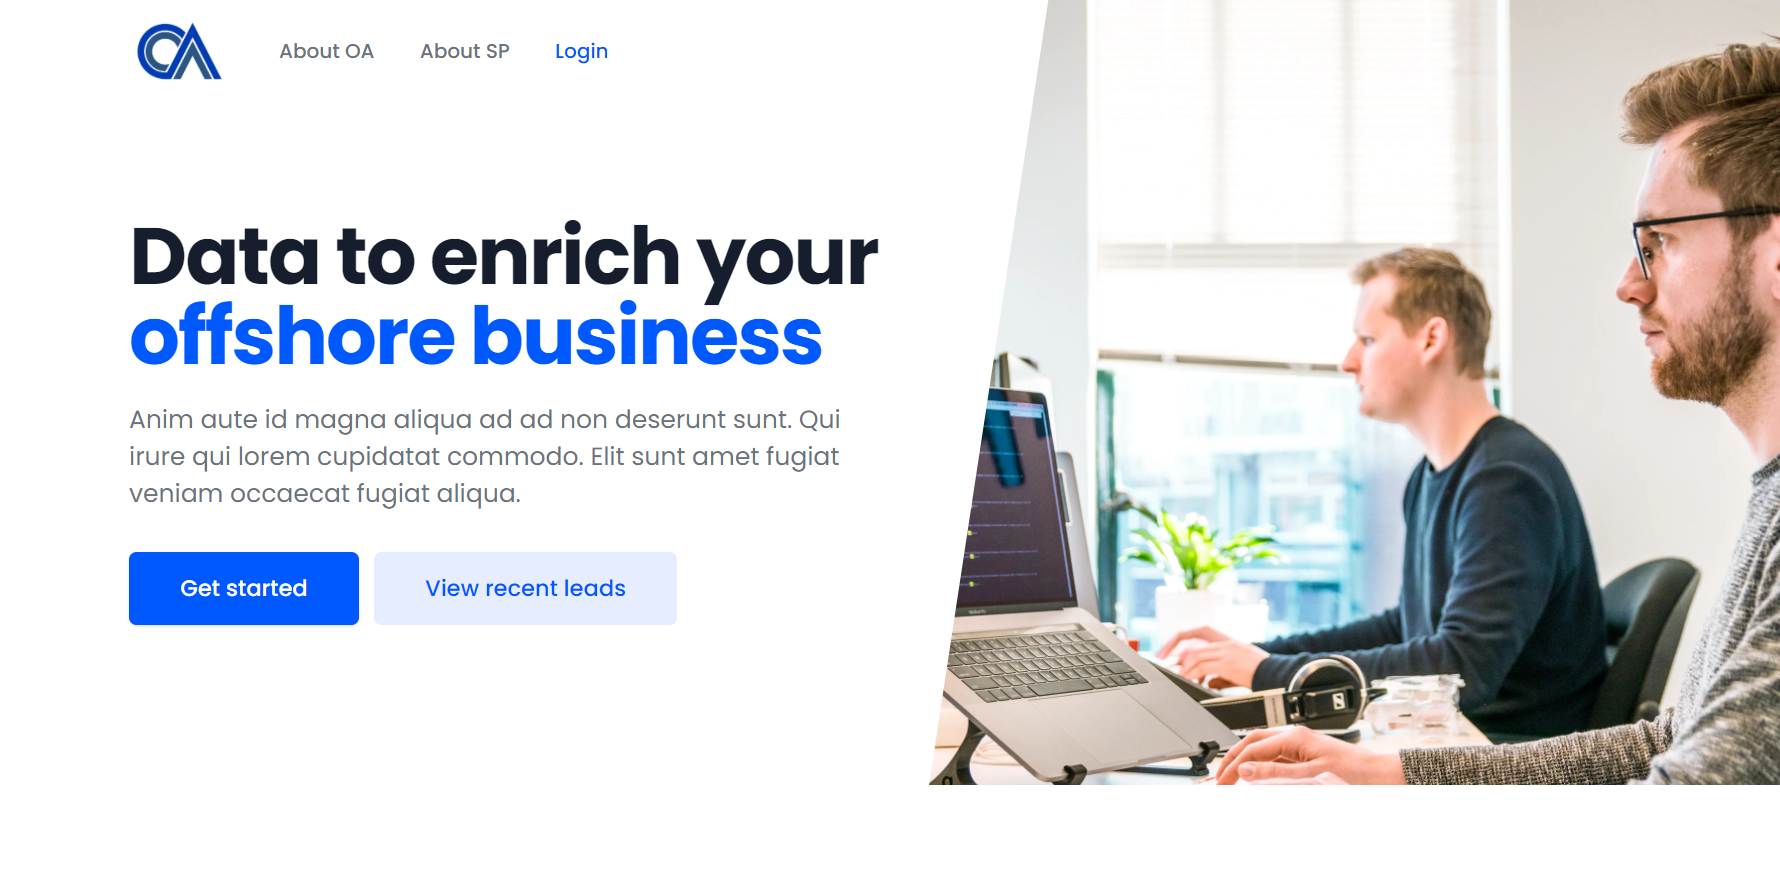 OA
About OA
About SP
Login
Data to enrich your
offshore business
Anim aute id magna aliqua ad ad non deserunt sunt. Qui
irure qui lorem cupidatat commodo. Elit sunt amet fugiat
veniam occaecat fugiat aliqua.
Get started
View recent leads